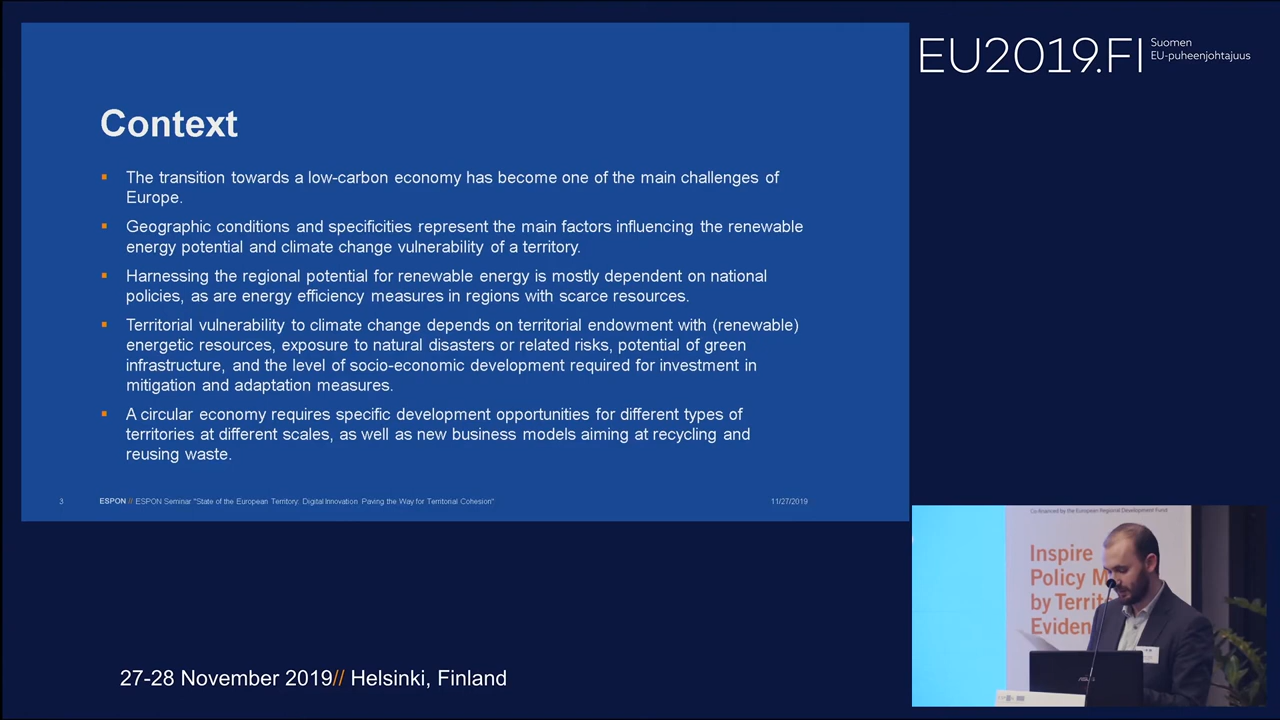 EU2019.FI
Suomen
EU-puheenjohtajuus
Context
The transition towards a low-carbon economy has become one of the main challenges of
Europe.
Geographic conditions and specificities represent the main factors influencing the renewable
energy potential and climate change vulnerability of a territory.
Harnessing the regional potential for renewable energy is mostly dependent on national
policies, as are energy efficiency measures in regions with scarce resources.
Territorial vulnerability to climate change depends on territorial endowment with (renewable)
energetic resources, exposure to natural disasters or related risks, potential of green
infrastructure, and the level of socio-economic development required for investment in
mitigation and adaptation measures.
A circular economy requires specific development opportunities for different types of
territories at different scales, as well as new business models aiming at recycling and
reusing waste.
3 ESPON // ESPON Seminar "State of the European Territory: Digital Innovation Paving the Way for Territorial Cohesion" 11/27/2019
Co-financed by the European Regional Development Fund
Inspire
Policy M
by Territo
Eviden
ASUS
27-28 November 2019// Helsinki, Finland